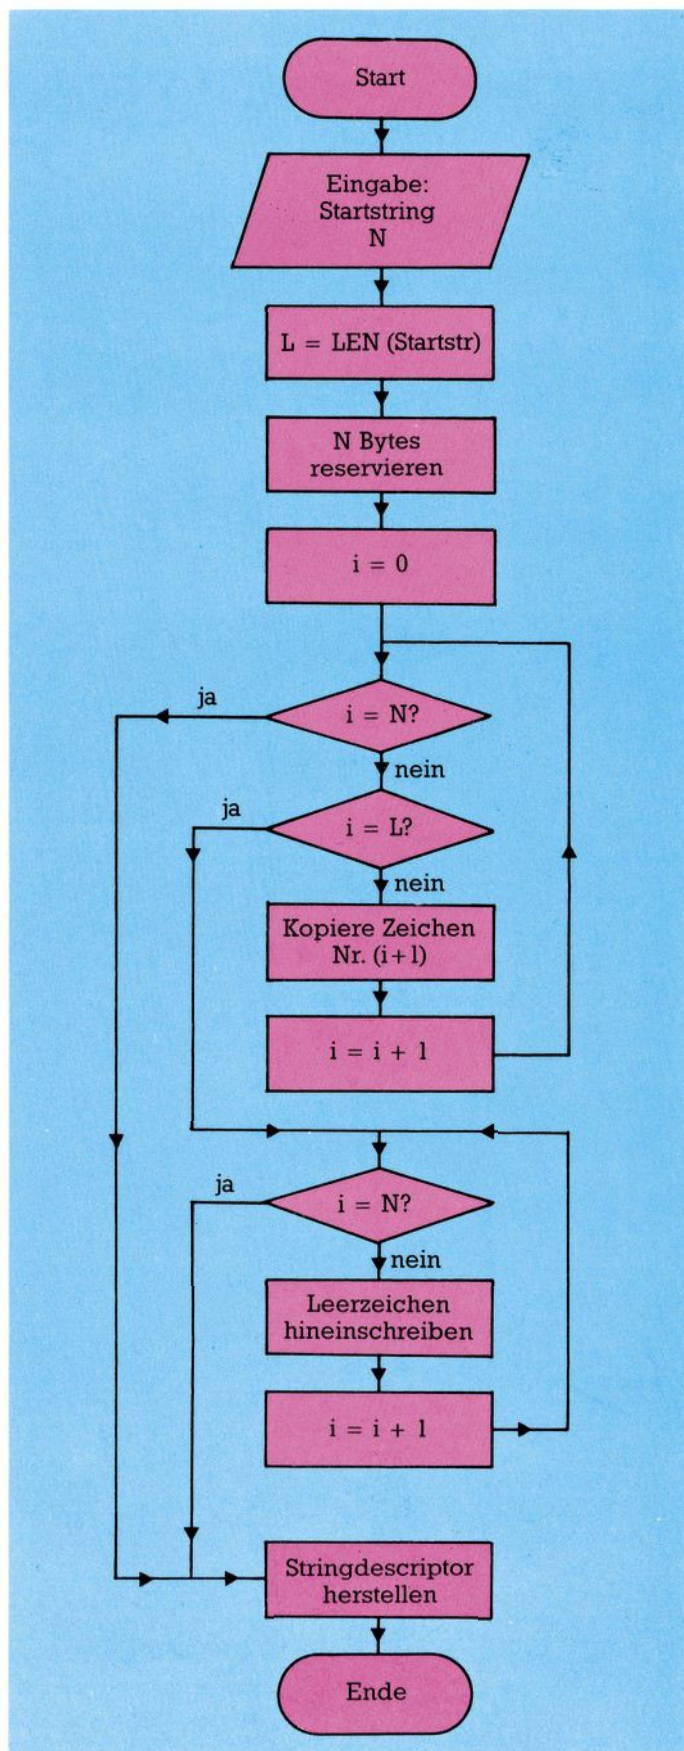 Start
Eingabe:
Startstring
N
L = LEN (Startstr)
N Bytes
reservieren
i = 0
ja
i = N?
nein
ja
i = L?
nein
Kopiere Zeichen
Nr. (i+1)
i = i + 1
ja
i = N?
nein
Leerzeichen
hineinschreiben
i = i + 1
Stringdescriptor
herstellen
Ende